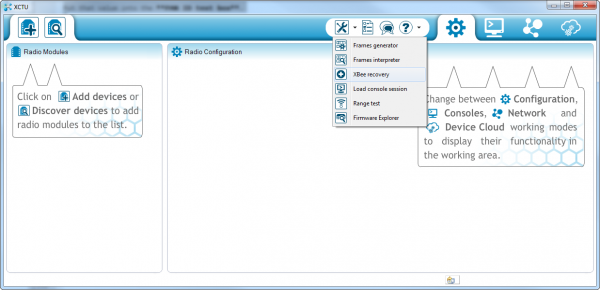 XCTU
Radio Modules
Radio Configuration
Frames generator
Frames interpreter
XBee recovery
Load console session
Range test
Firmware Explorer
Click on Add devices or
Discover devices to add
radio modules to the list.
Change between Configuration,
Consoles, Network and
Device Cloud working modes
to display their functionality in
the working area.